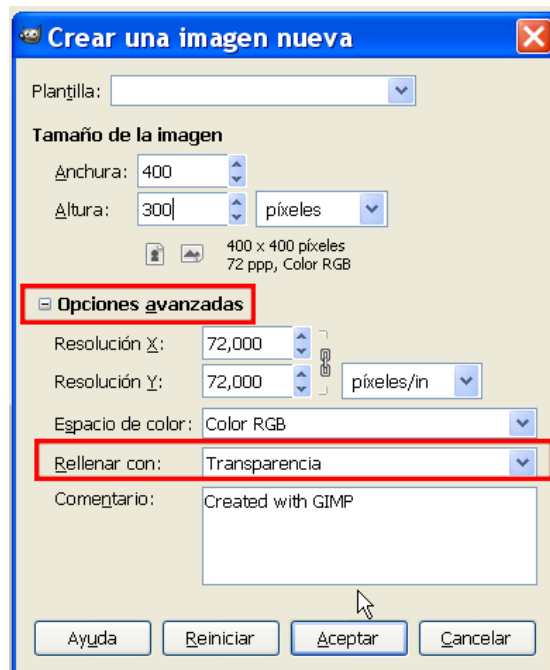 Crear una imagen nueva
Plantilla:
Tamaño de la imagen
Anchura: 400
Altura: 300 píxeles
400 x 400 píxeles
72 ppp, Color RGB
Opciones avanzadas
Resolución X: 72,000
Resolución Y: 72,000 píxeles/in
Espacio de color: Color RGB
Rellenar con: Transparencia
Comentario: Created with GIMP
Ayuda Reiniciar Aceptar Cancelar